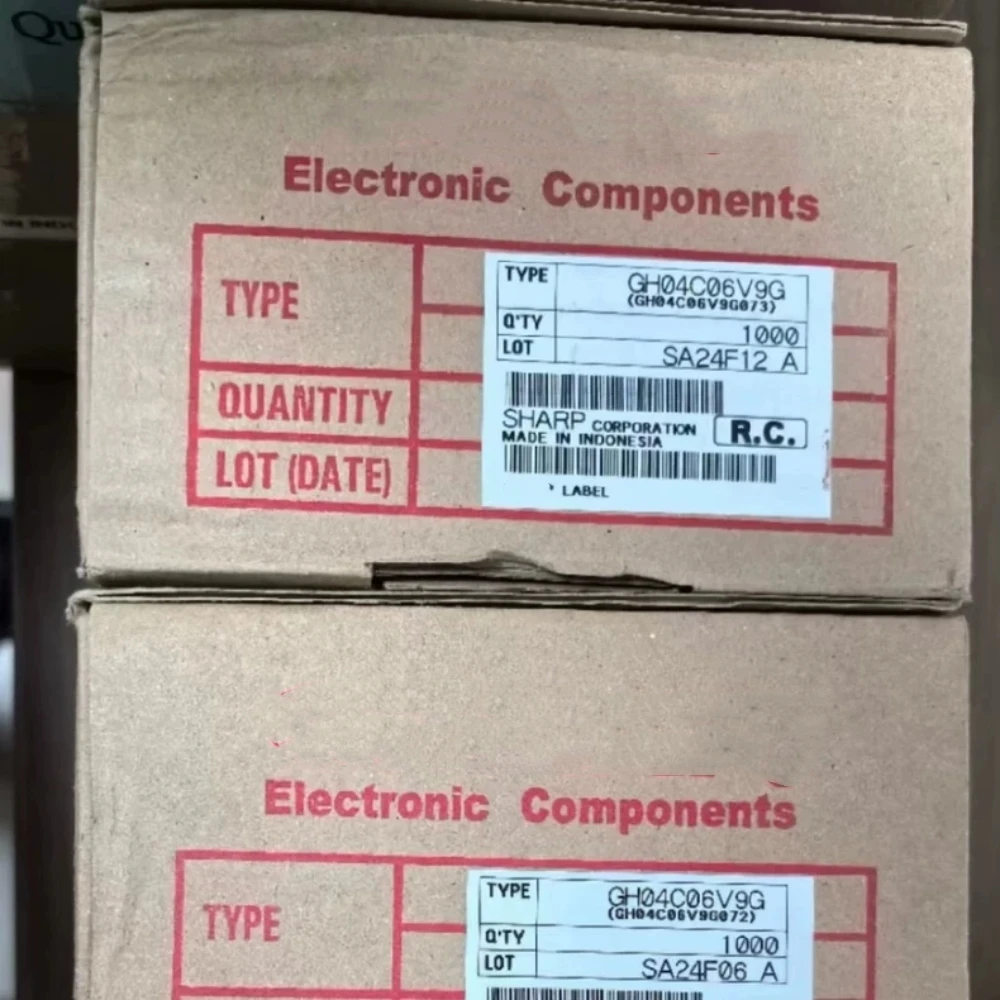 Qu
Electronic Components
TYPE
TYPE GH04C06V9G
(GH04C06V9G073)
Q'TY 1000
LOT SA24F12 A
QUANTITY
SHARP CORPORATION R.C.
MADE IN INDONESIA
LOT (DATE)
LABEL
Electronic Components
TYPE
TYPE GH04C06V9G
(GH04C06V9G072)
Q'TY 1000
LOT SA24F06 A